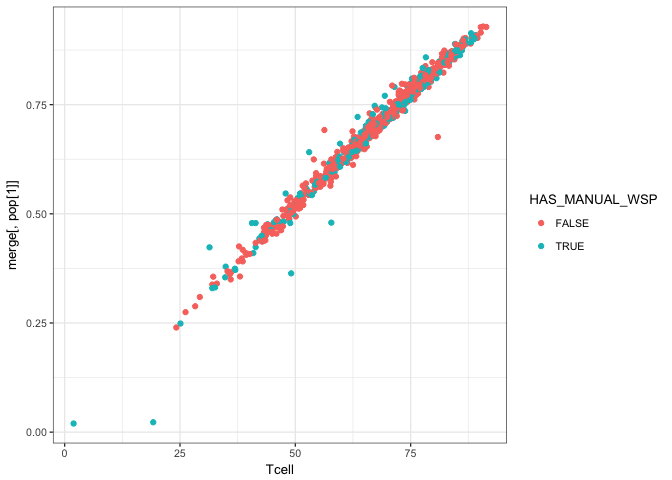 merge[, pop[1]]
0.75
0.50
0.25
0.00
0
25
50
75
Tcell
HAS_MANUAL_WSP
FALSE
TRUE